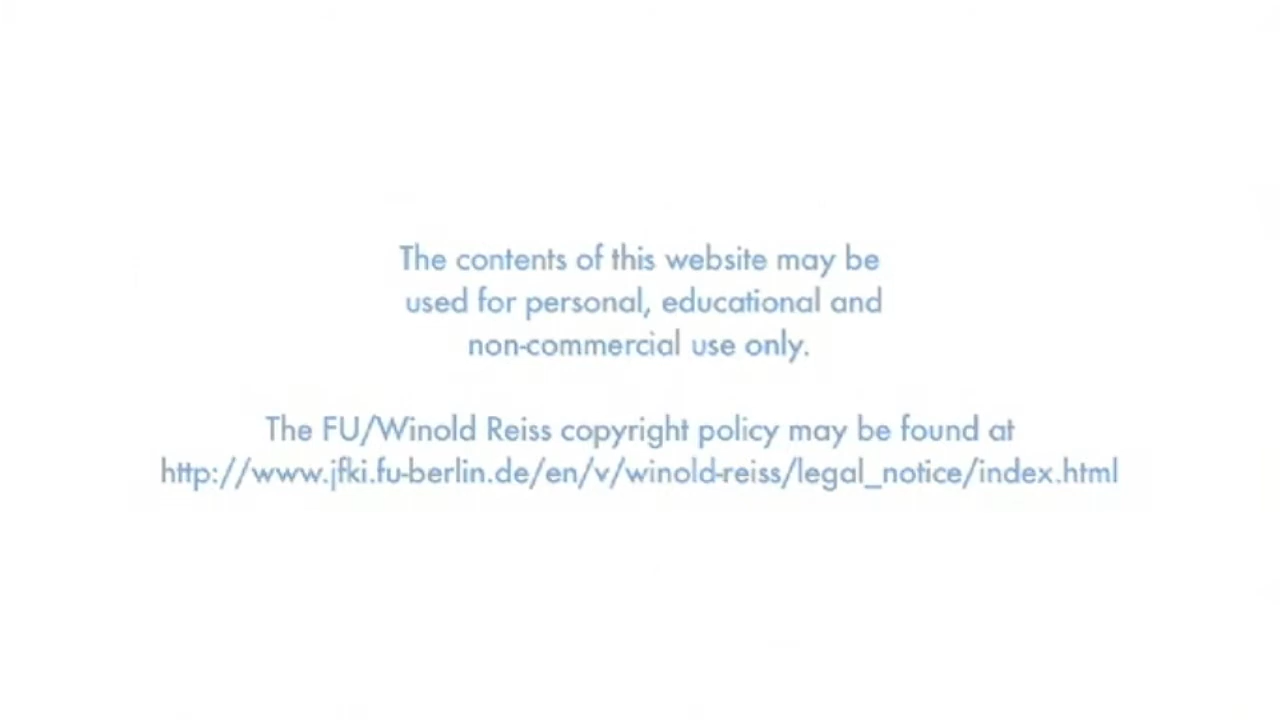 The contents of this website may be
used for personal, educational and
non-commercial use only.
The FU/Winold Reiss copyright policy may be found at
http://www.jfki.fu-berlin.de/en/v/winold-reiss/legal_notice/index.html